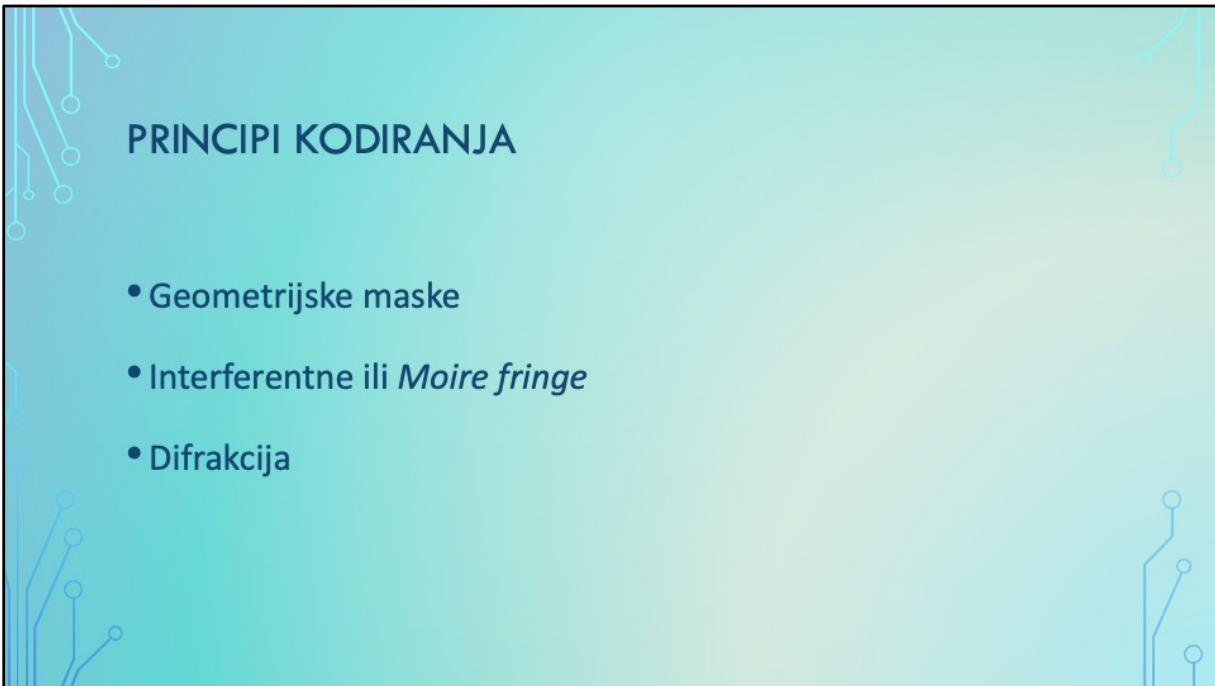 PRINCIPI KODIRANJA
• Geometrijske maske
• Interferentne ili Moire fringe
• Difrakcija